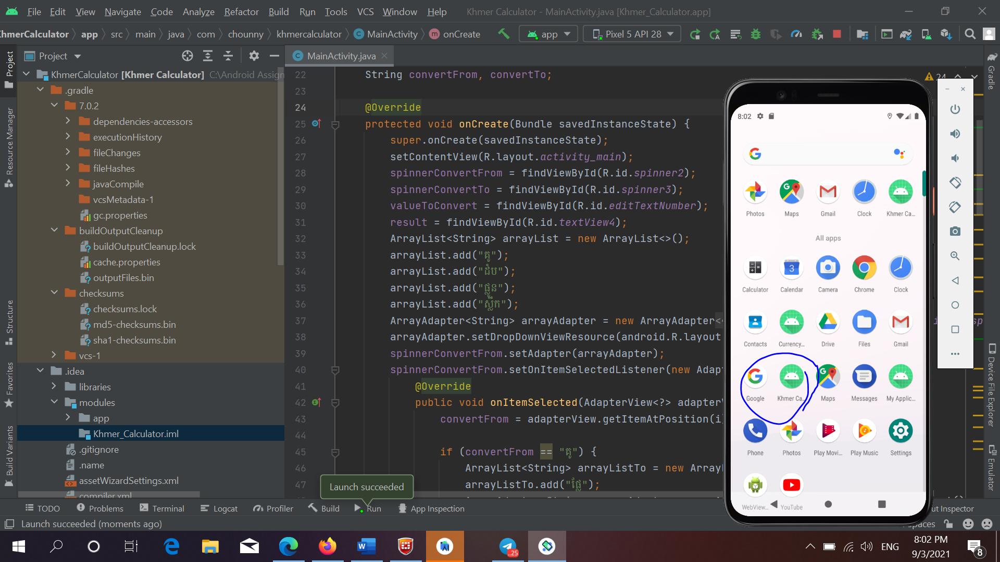 File Edit View Navigate Code Analyze Refactor Build Run Tools VCS Window Help Khmer Calculator - MainActivity.java [Khmer_Calculator.app]
hmerCalculator app src main java com chounny khmercalculator MainActivity onCreate app Pixel 5 API 28
Project
MainActivity.java
KhmerCalculator [Khmer Calculator] C:\Android Assign
.gradle
7.0.2
dependencies-accessors
executionHistory
fileChanges
fileHashes
javaCompile
vcsMetadata-1
gc.properties
buildOutputCleanup
buildOutputCleanup.lock
cache.properties
outputFiles.bin
checksums
checksums.lock
md5-checksums.bin
sha1-checksums.bin
vcs-1
.idea
libraries
modules
app
Khmer_Calculator.iml
.gitignore
.name
assetWizardSettings.xml
compiler.xml
Project
Resource Manager
Structure
Favorites
Build Variants
22 String convertFrom, convertTo;
23
24 @Override
25 protected void onCreate(Bundle savedInstanceState) {
26 super.onCreate(savedInstanceState);
27 setContentView(R.layout.activity_main);
28 spinnerConvertFrom = findViewById(R.id.spinner2);
29 spinnerConvertTo = findViewById(R.id.spinner3);
30 valueToConvert = findViewById(R.id.editTextNumber);
31 result = findViewById(R.id.textView4);
32 ArrayList<String> arrayList = new ArrayList<>();
33 arrayList.add("គូ");
34 arrayList.add("ដំប");
35 arrayList.add("ផ្លូន");
36 arrayList.add("ស្លឹក");
37 ArrayAdapter<String> arrayAdapter = new ArrayAdapter<
38 arrayAdapter.setDropDownViewResource(android.R.layout
39 spinnerConvertFrom.setAdapter(arrayAdapter);
40 spinnerConvertFrom.setOnItemSelectedListener(new Adap
41 @Override
42 public void onItemSelected(AdapterView<?> adapterV
43 convertFrom = adapterView.getItemAtPosition(i
44
45 if (convertFrom == "គូ") {
46 ArrayList<String> arrayListTo = new Array
47 arrayListTo.add("ផ្លែ");
24
Launch succeeded
8:02
Photos Maps Gmail Clock Khmer Ca...
All apps
3
Calculator Calendar Camera Chrome Clock
Contacts Currency... Drive Files Gmail
Google Khmer Ca... Maps Messages My Applic...
Phone Photos Play Movi... Play Music Settings
WebView... YouTube
Gradle
Device File Explorer
Emulator
TODO Problems Terminal Logcat Profiler Build Run App Inspection ut Inspector
Launch succeeded (moments ago) spaces
W ..25 ENG 8:02 PM
9/3/2021 8